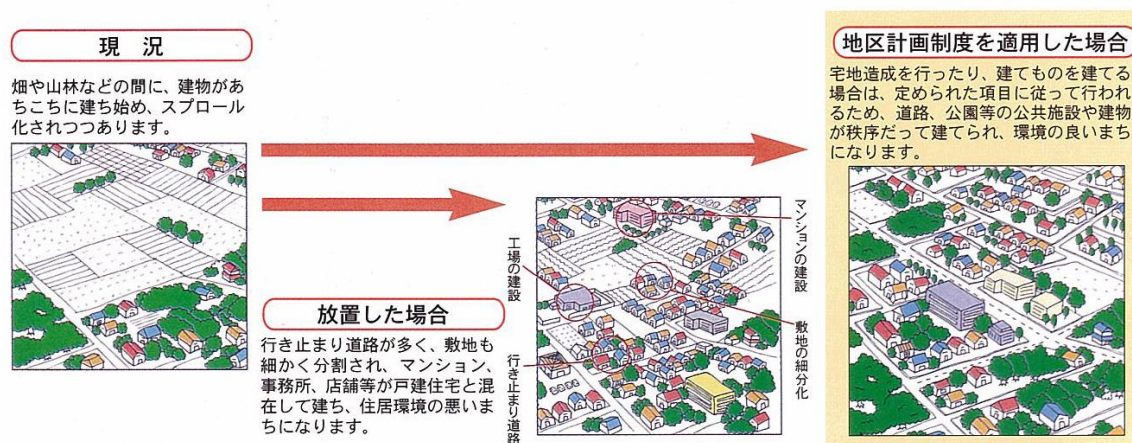 現 況
畑や山林などの間に、建物があ
ちこちに建ち始め、スプロール
化されつつあります。
放置した場合
行き止まり道路が多く、敷地も
細かく分割され、マンション、
事務所、店舗等が戸建住宅と混
在して建ち、住居環境の悪いま
ちになります。
工場の建設
行き止まり道路
マンションの建設
敷地の細分化
地区計画制度を適用した場合
宅地造成を行ったり、建てものを建てる
場合は、定められた項目に従って行われ
るため、道路、公園等の公共施設や建物
が秩序だって建てられ、環境の良いまち
になります。